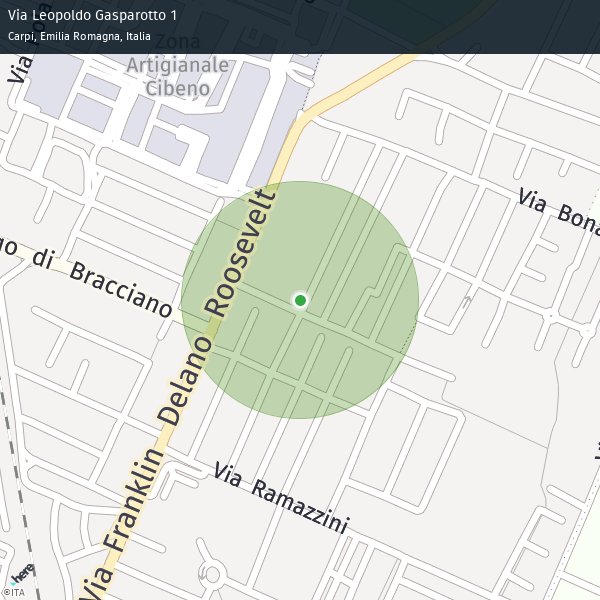 Via Leopoldo Gasparotto 1
Carpi, Emilia Romagna, Italia
Zona
Artigianale
Cibeno
Via
Via Bona
go di Bracciano
Via Franklin Delano Roosevelt
Via Ramazzini
here
©ITA